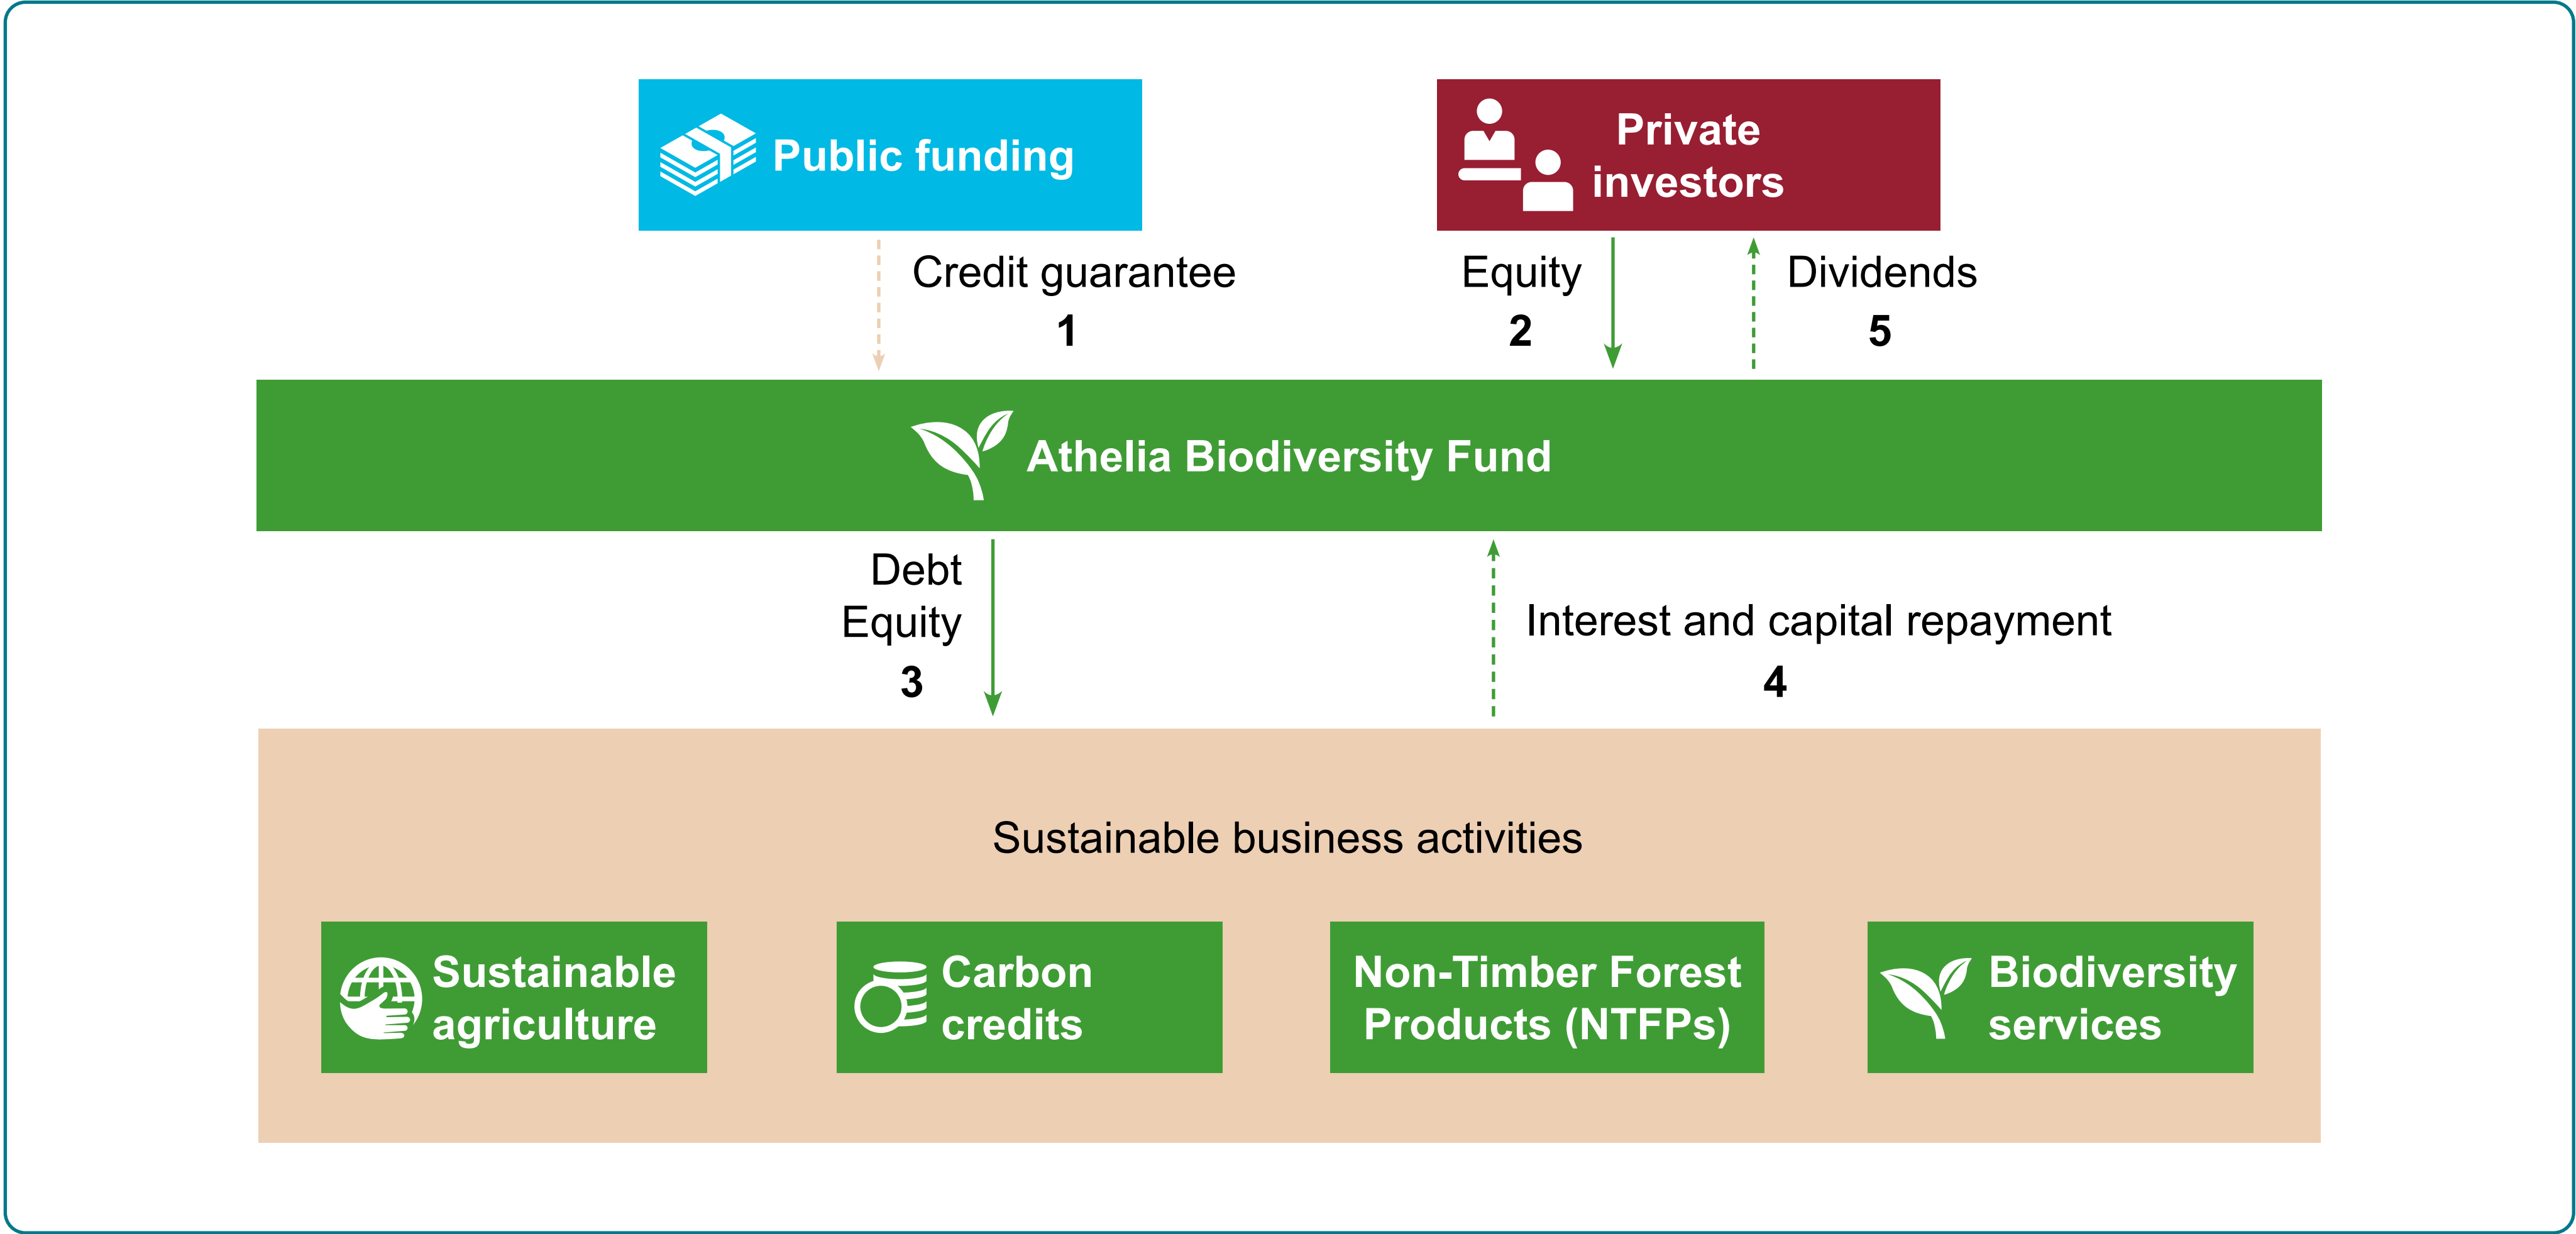 Public funding
Private
investors
Credit guarantee
1
Equity
2
Dividends
5
Athelia Biodiversity Fund
Debt
Equity
3
Interest and capital repayment
4
Sustainable business activities
Sustainable
agriculture
Carbon
credits
Non-Timber Forest
Products (NTFPs)
Biodiversity
services